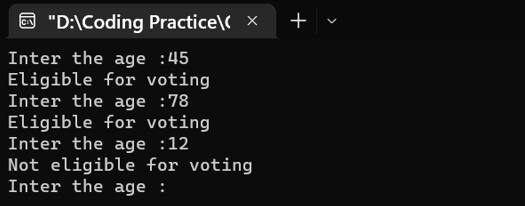 "D:\Coding Practice\C
Inter the age :45
Eligible for voting
Inter the age :78
Eligible for voting
Inter the age :12
Not eligible for voting
Inter the age :